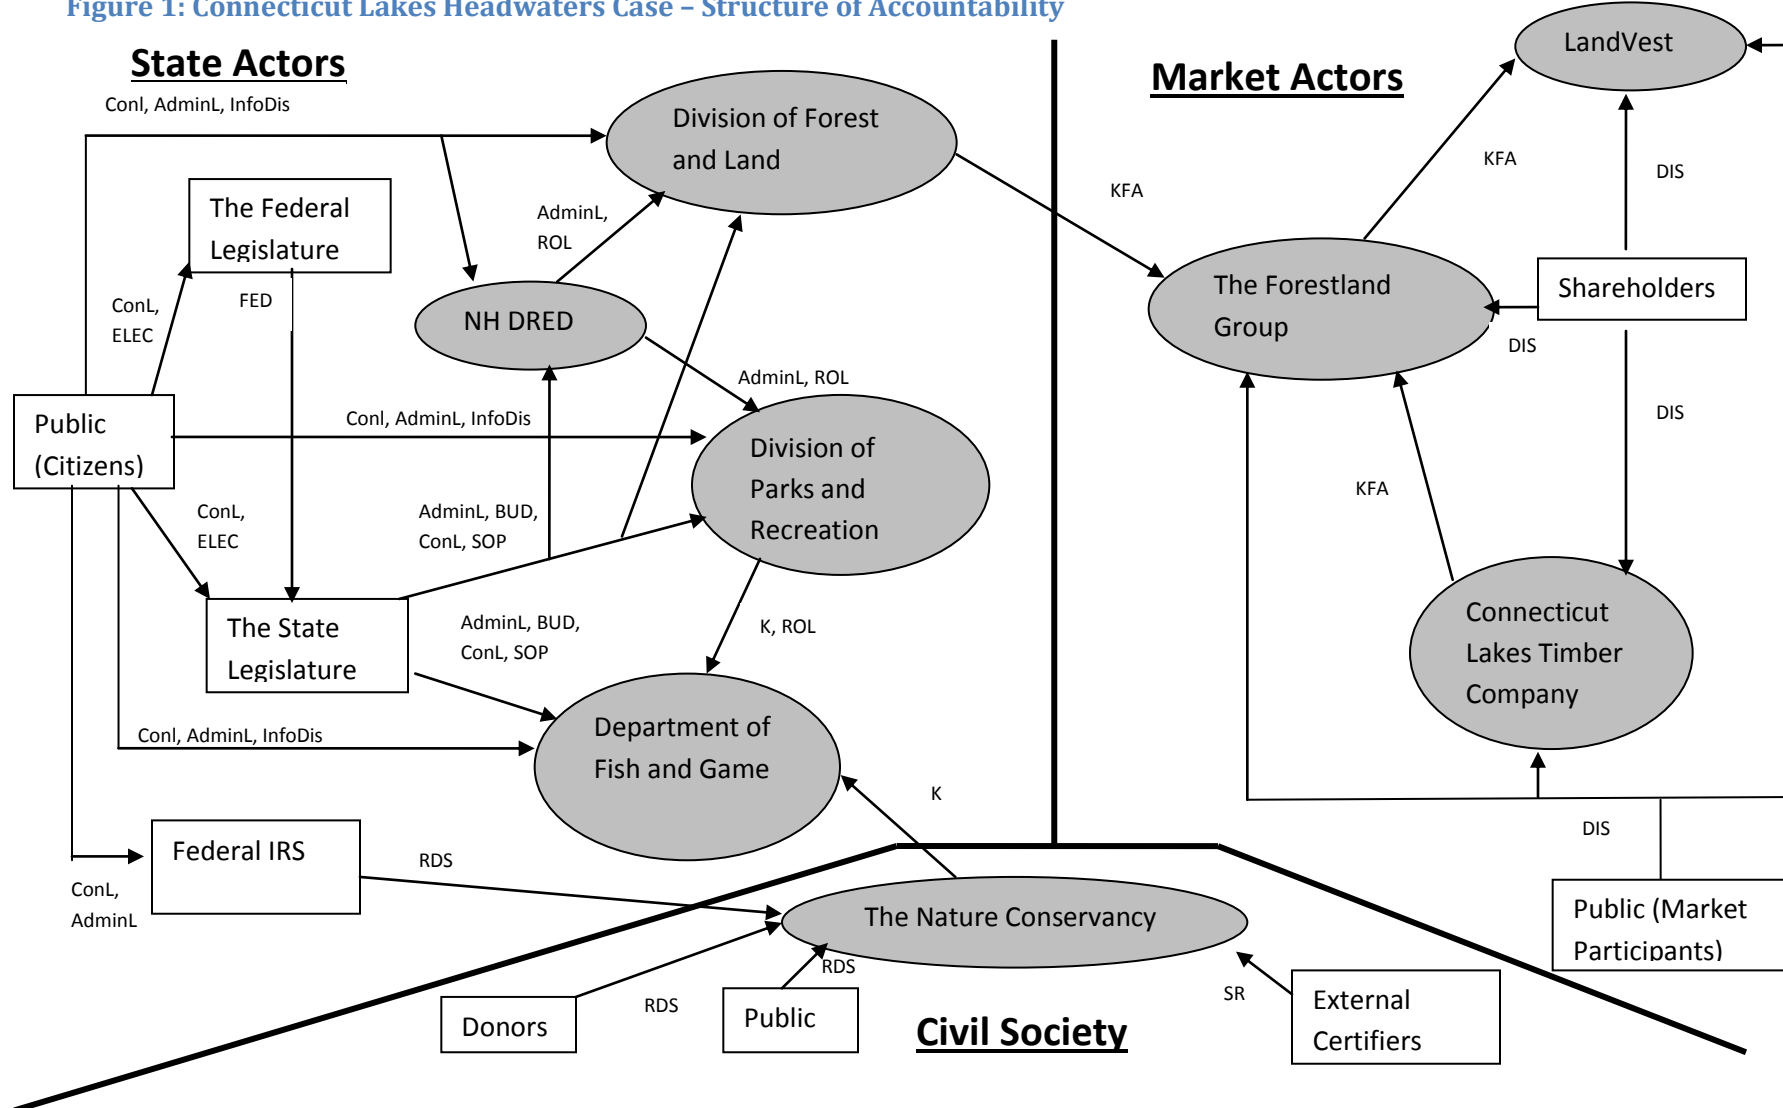 Figure 1: Connecticut Lakes Headwaters Case – Structure of Accountability
State Actors
Conl, AdminL, InfoDis
Division of Forest
and Land
The Federal
Legislature
AdminL,
ROL
ConL,
ELEC
FED
NH DRED
AdminL, ROL
Public
(Citizens)
Conl, AdminL, InfoDis
Division of
Parks and
Recreation
ConL,
ELEC
AdminL, BUD,
ConL, SOP
The State
Legislature
AdminL, BUD,
ConL, SOP
K, ROL
Department of
Fish and Game
Conl, AdminL, InfoDis
K
Federal IRS
RDS
ConL,
AdminL
Market Actors
LandVest
KFA
KFA
DIS
The Forestland
Group
Shareholders
DIS
DIS
KFA
Connecticut
Lakes Timber
Company
DIS
Public (Market
Participants)
The Nature Conservancy
RDS
RDS
SR
Donors
Public
Civil Society
External
Certifiers